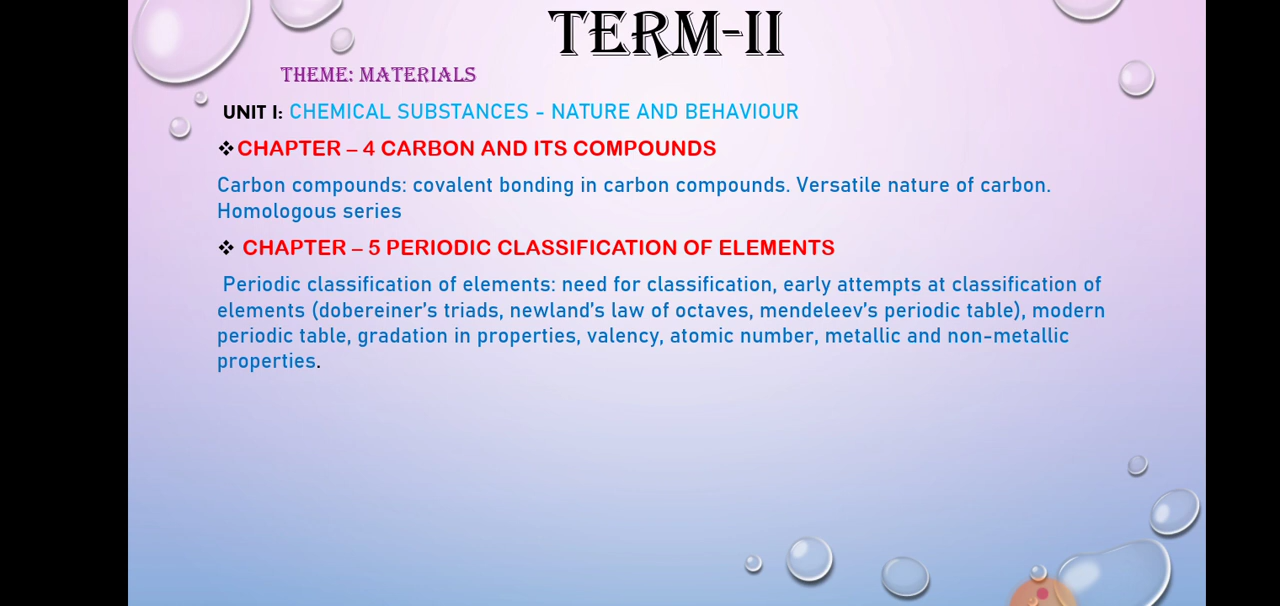 TERM-II
THEME: MATERIALS
UNIT I: CHEMICAL SUBSTANCES - NATURE AND BEHAVIOUR
❖CHAPTER – 4 CARBON AND ITS COMPOUNDS
Carbon compounds: covalent bonding in carbon compounds. Versatile nature of carbon.
Homologous series
❖ CHAPTER – 5 PERIODIC CLASSIFICATION OF ELEMENTS
Periodic classification of elements: need for classification, early attempts at classification of
elements (dobereiner’s triads, newland’s law of octaves, mendeleev’s periodic table), modern
periodic table, gradation in properties, valency, atomic number, metallic and non-metallic
properties.